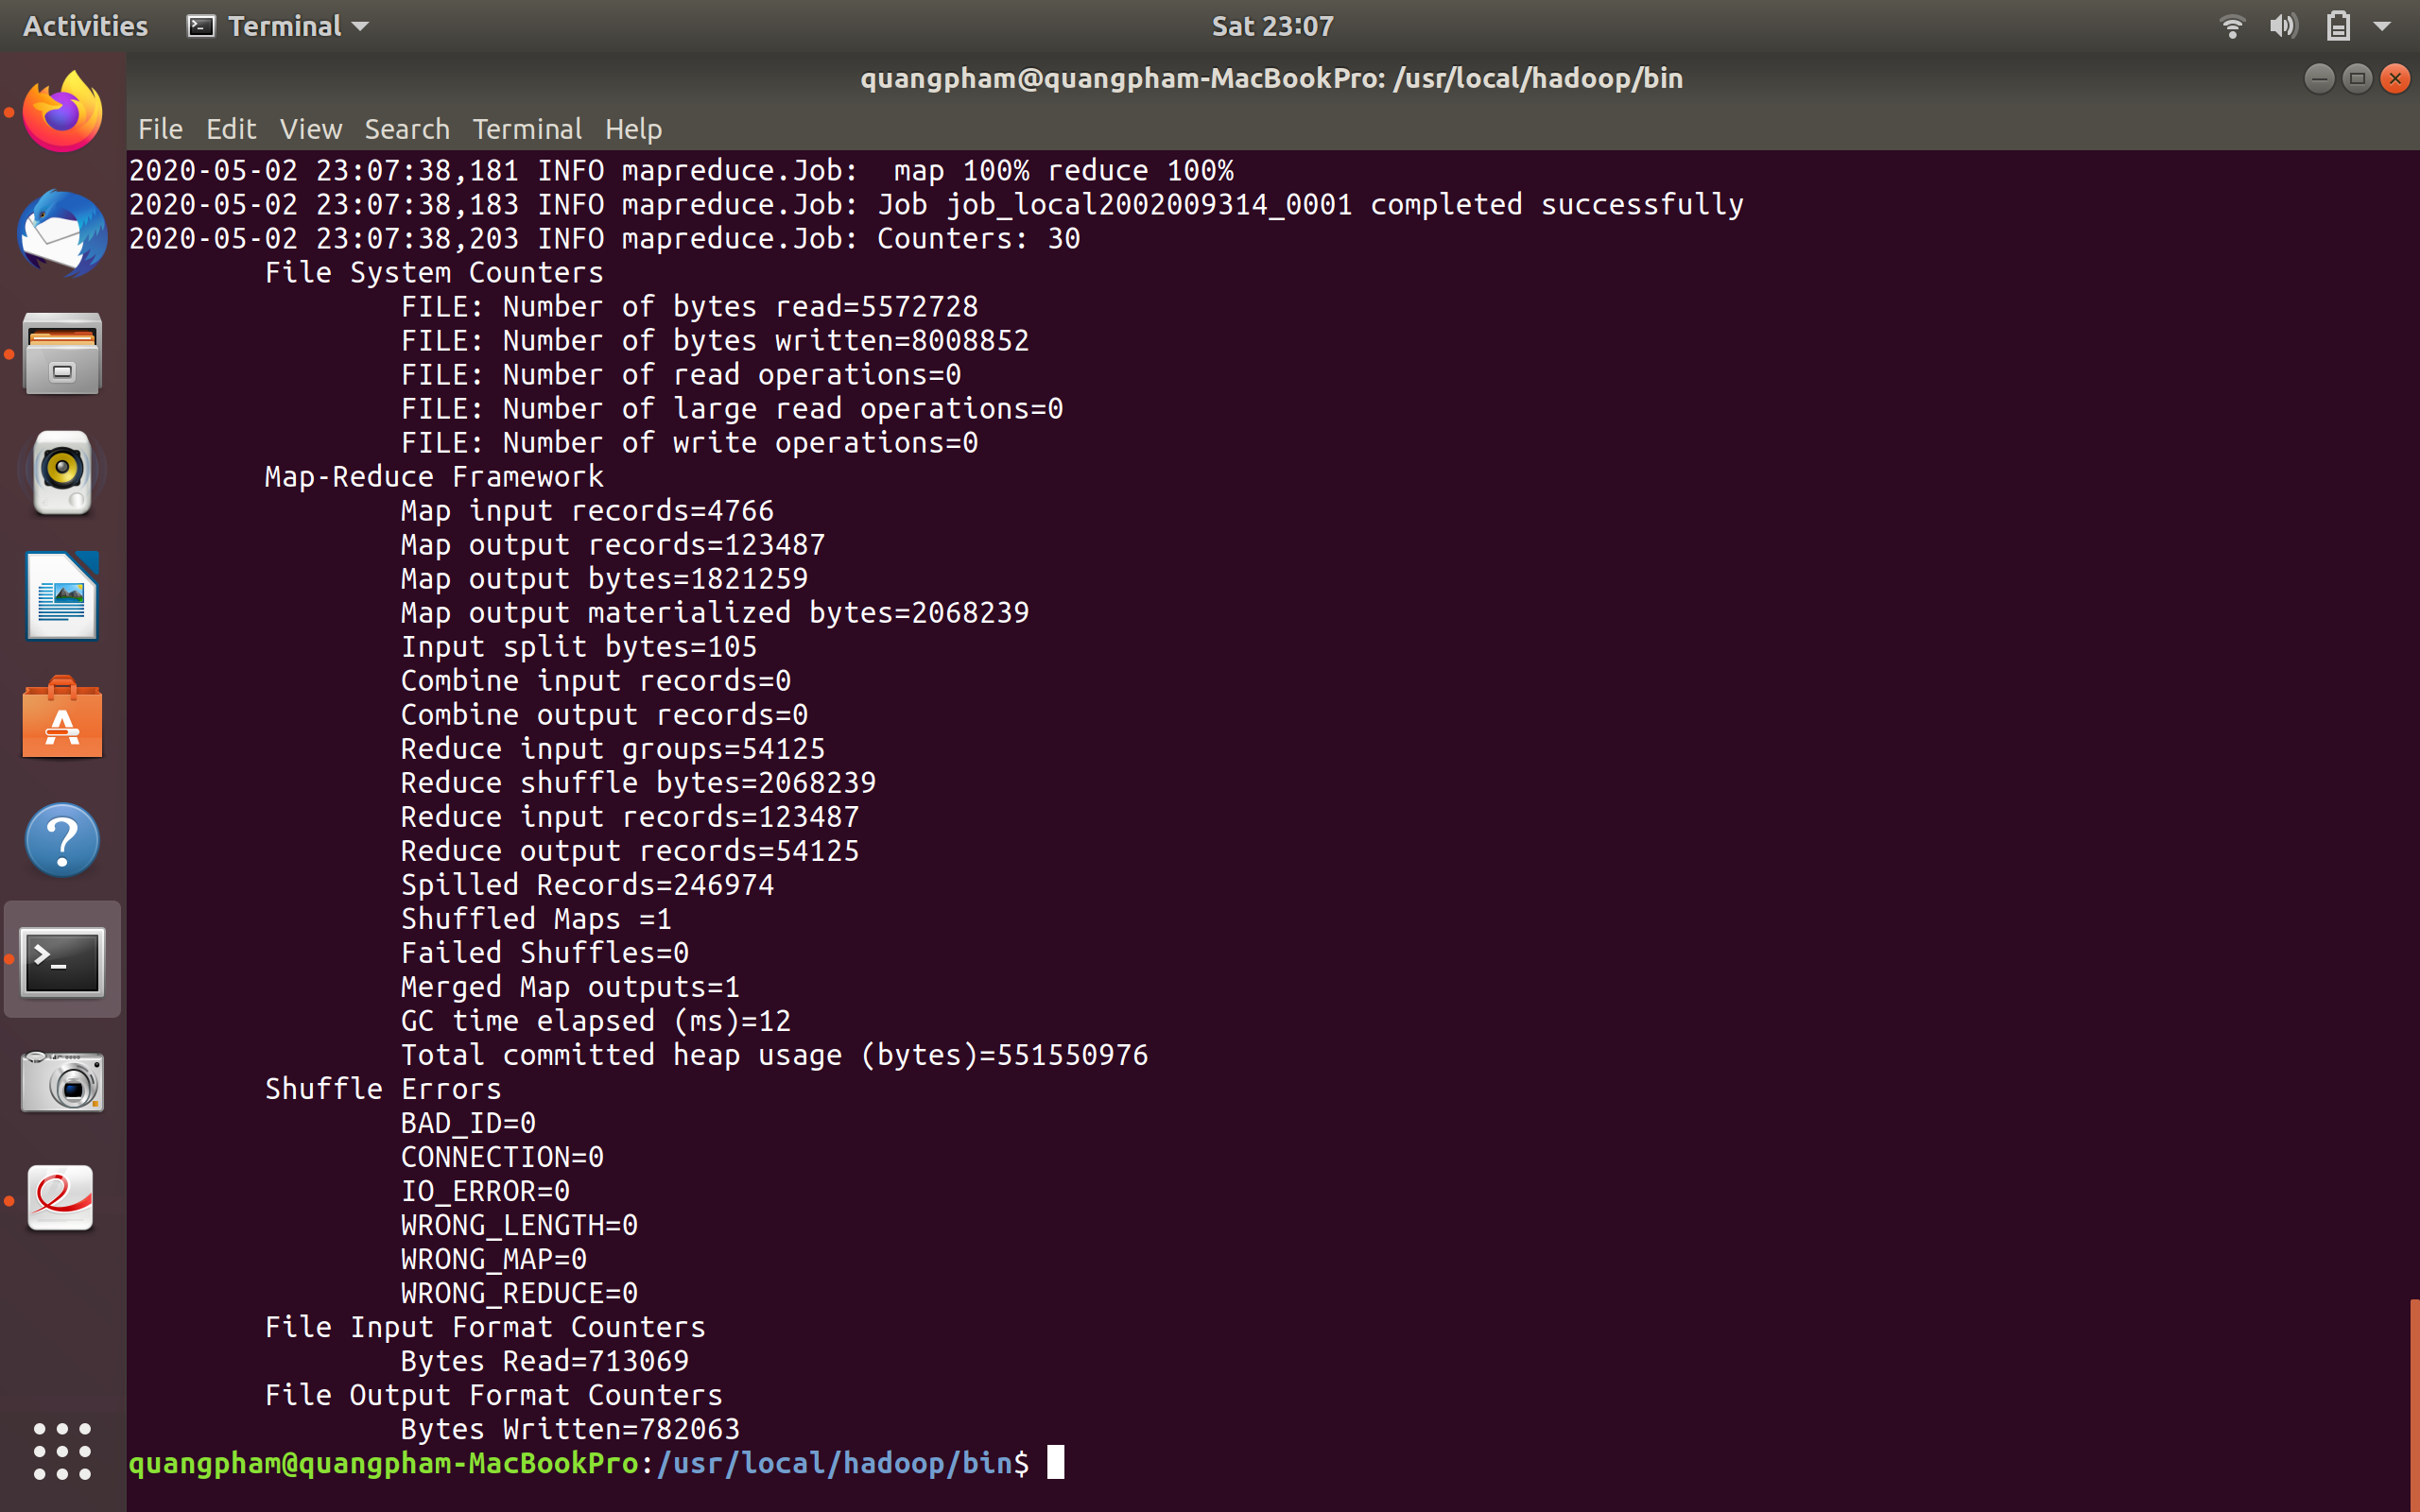 Activities Terminal Sat 23:07
quangpham@quangpham-MacBookPro: /usr/local/hadoop/bin
File Edit View Search Terminal Help
2020-05-02 23:07:38,181 INFO mapreduce.Job:  map 100% reduce 100%
2020-05-02 23:07:38,183 INFO mapreduce.Job: Job job_local2002009314_0001 completed successfully
2020-05-02 23:07:38,203 INFO mapreduce.Job: Counters: 30
File System Counters
FILE: Number of bytes read=5572728
FILE: Number of bytes written=8008852
FILE: Number of read operations=0
FILE: Number of large read operations=0
FILE: Number of write operations=0
Map-Reduce Framework
Map input records=4766
Map output records=123487
Map output bytes=1821259
Map output materialized bytes=2068239
Input split bytes=105
Combine input records=0
Combine output records=0
Reduce input groups=54125
Reduce shuffle bytes=2068239
Reduce input records=123487
Reduce output records=54125
Spilled Records=246974
Shuffled Maps =1
Failed Shuffles=0
Merged Map outputs=1
GC time elapsed (ms)=12
Total committed heap usage (bytes)=551550976
Shuffle Errors
BAD_ID=0
CONNECTION=0
IO_ERROR=0
WRONG_LENGTH=0
WRONG_MAP=0
WRONG_REDUCE=0
File Input Format Counters
Bytes Read=713069
File Output Format Counters
Bytes Written=782063
quangpham@quangpham-MacBookPro:/usr/local/hadoop/bin$